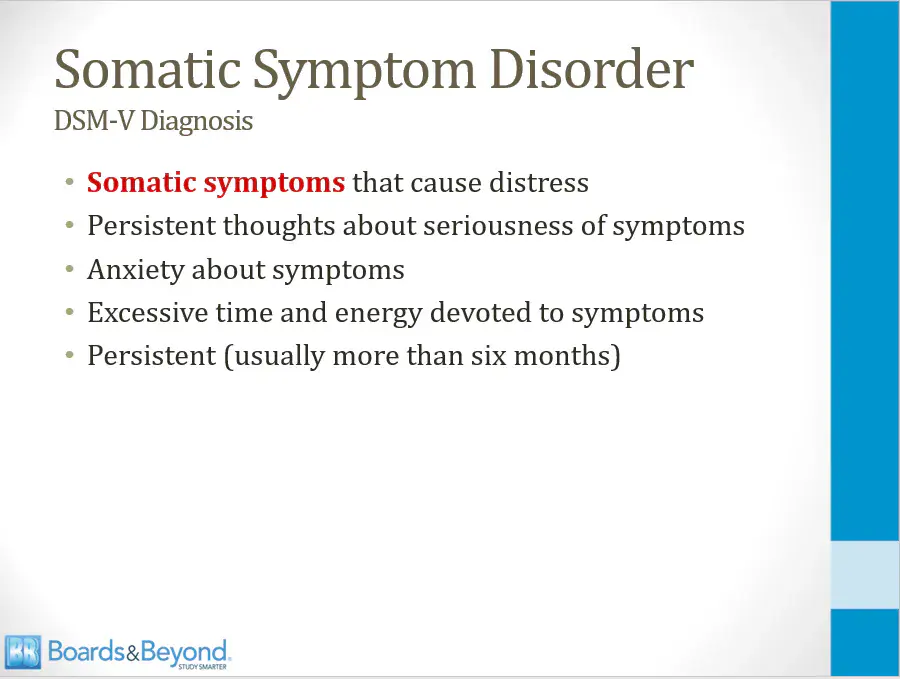 Somatic Symptom Disorder
DSM-V Diagnosis
• Somatic symptoms that cause distress
• Persistent thoughts about seriousness of symptoms
• Anxiety about symptoms
• Excessive time and energy devoted to symptoms
• Persistent (usually more than six months)
BB Boards&Beyond.
STUDY SMARTER